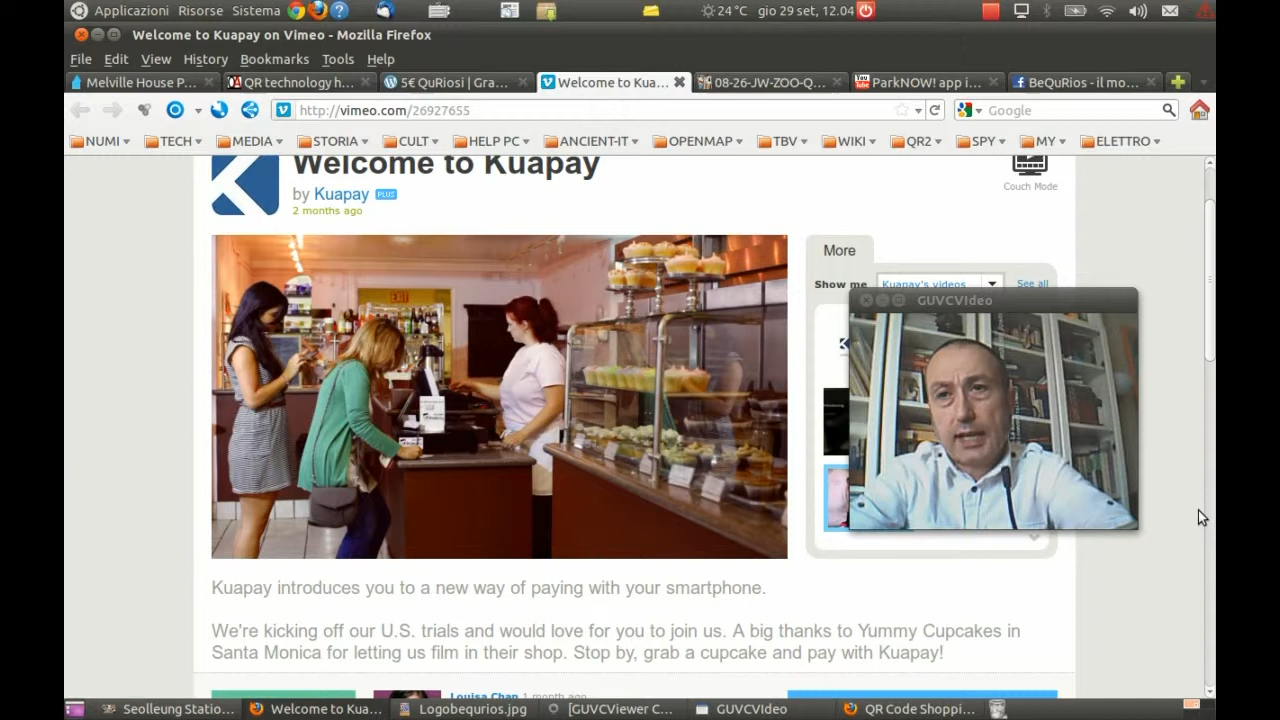 Applicazioni Risorse Sistema 24°C gio 29 set, 12.04
Welcome to Kuapay on Vimeo - Mozilla Firefox
File Edit View History Bookmarks Tools Help
Melville House P... QR technology h... 5€ QuRiosi | Gra... Welcome to Kua... 08-26-JW-ZOO-Q... ParkNOW! app i... BeQuRios - il mo...
http://vimeo.com/26927655 Google
NUMI TECH MEDIA STORIA CULT HELP PC ANCIENT-IT OPENMAP TBV WIKI QR2 SPY MY ELETTRO
Welcome to Kuapay
by Kuapay PLUS
2 months ago
Couch Mode
More
Show me Kuapay's videos See all
GUVCVIdeo
EXIT
Kuapay introduces you to a new way of paying with your smartphone.
We're kicking off our U.S. trials and would love for you to join us. A big thanks to Yummy Cupcakes in
Santa Monica for letting us film in their shop. Stop by, grab a cupcake and pay with Kuapay!
Louisa Chan 1 month ago
Seolleung Statio... Welcome to Kua... Logobequrios.jpg [GUVCViewer C... GUVCVIdeo QR Code Shoppi...